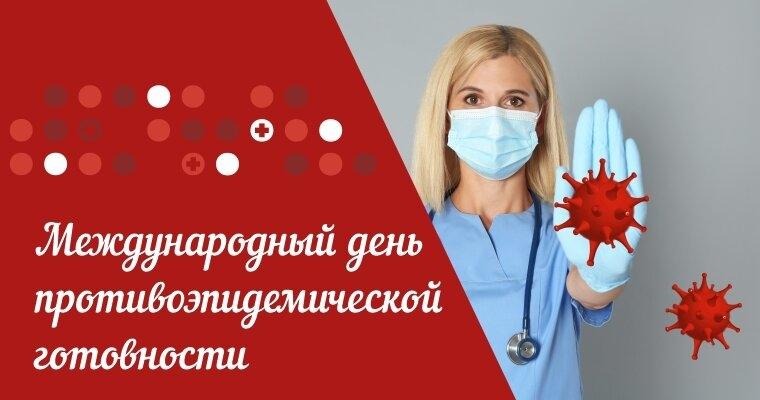 Международный день
противоэпидемической
готовности